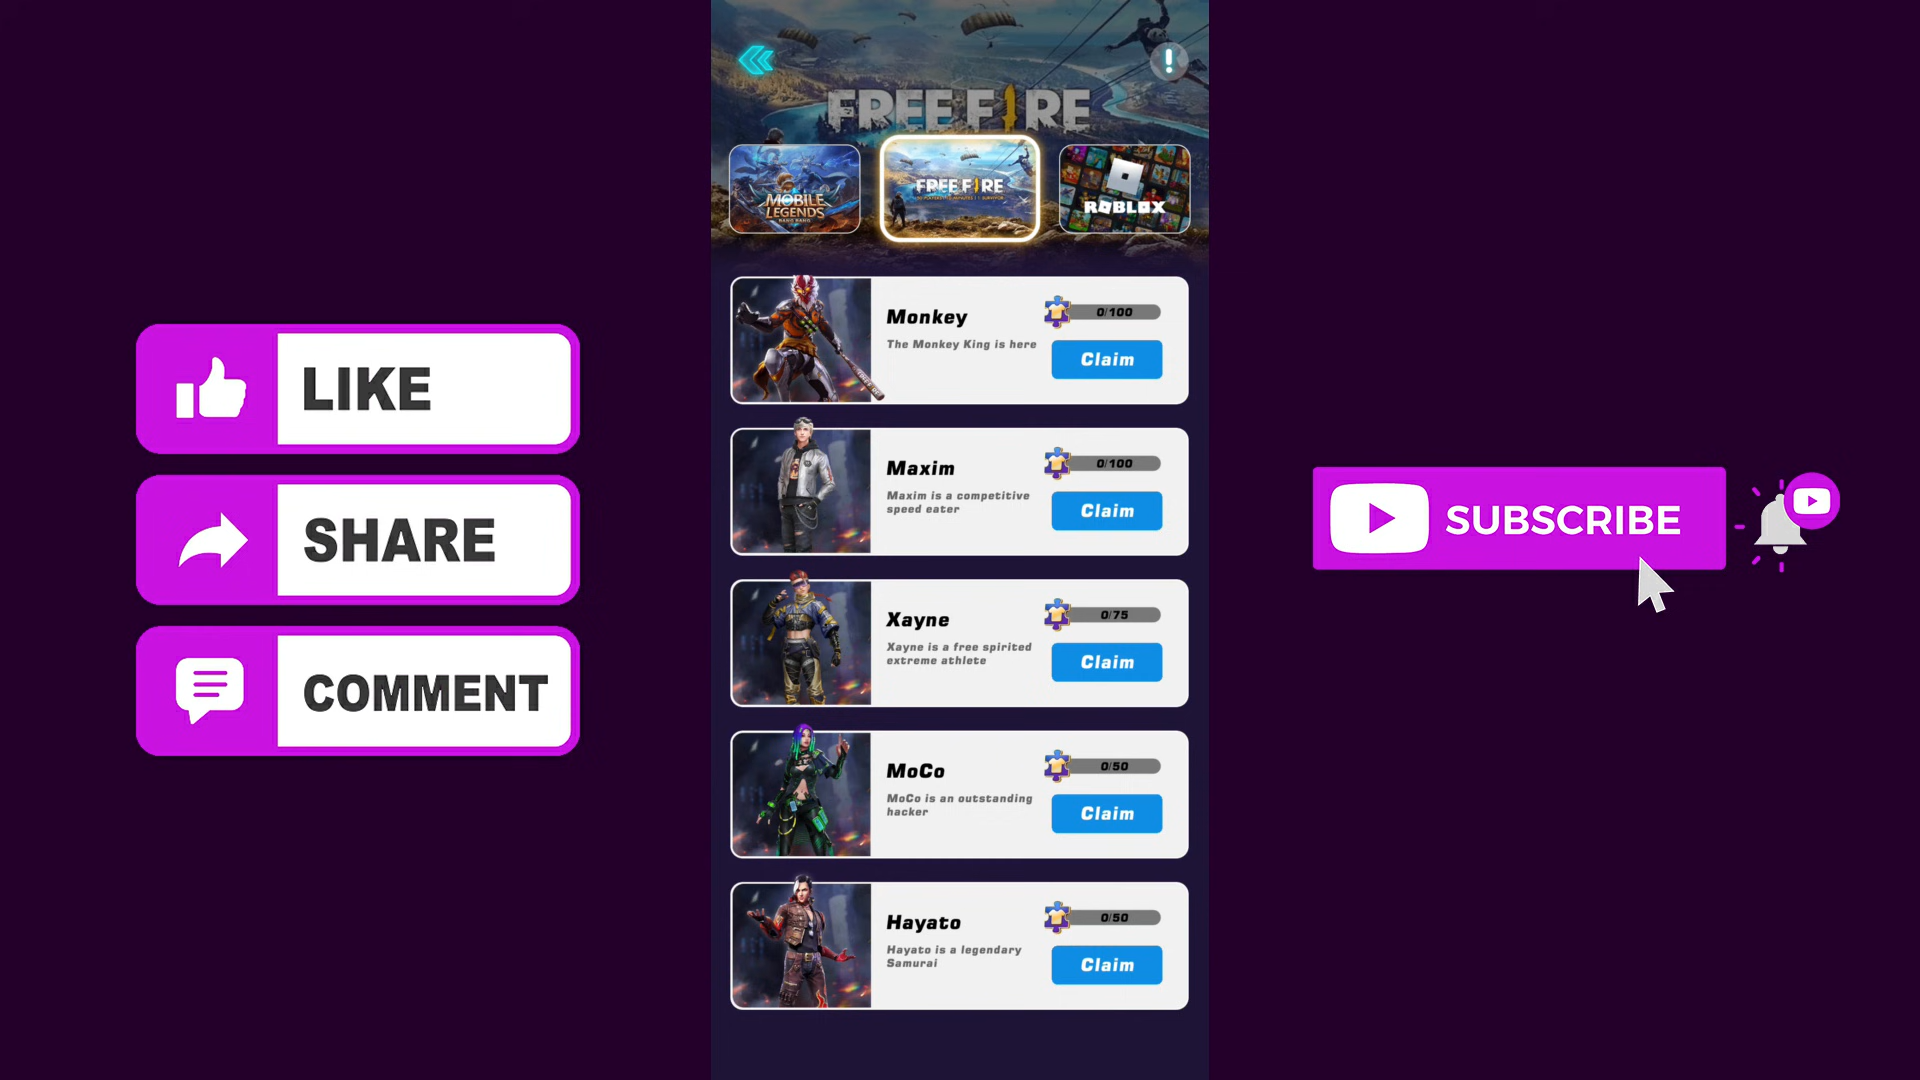 LIKE
SHARE
COMMENT
FREE FIRE
MOBILE
LEGENDS
BANG BANG
FREE FIRE
ROBLOX
Monkey
The Monkey King is here
0/100
Claim
Maxim
Maxim is a competitive
speed eater
0/100
Claim
Xayne
Xayne is a free spirited
extreme athlete
0/75
Claim
MoCo
MoCo is an outstanding
hacker
0/50
Claim
Hayato
Hayato is a legendary
Samurai
0/50
Claim
SUBSCRIBE